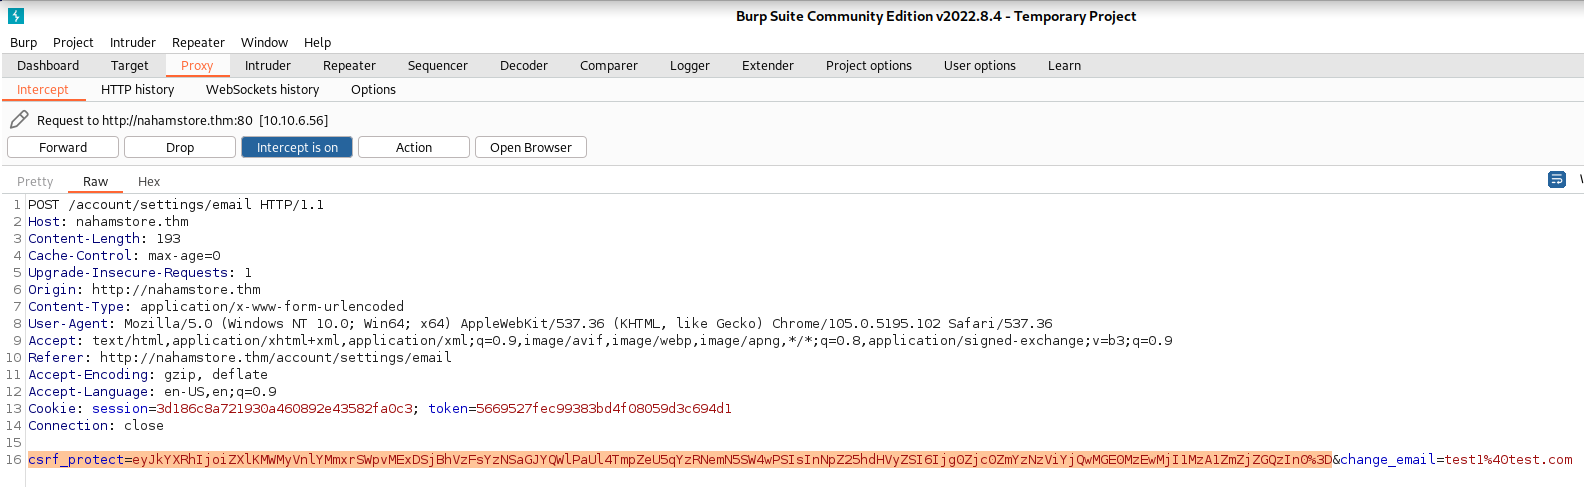 Burp Suite Community Edition v2022.8.4 - Temporary Project
Burp Project Intruder Repeater Window Help
Dashboard Target Proxy Intruder Repeater Sequencer Decoder Comparer Logger Extender Project options User options Learn
Intercept HTTP history WebSockets history Options
Request to http://nahamstore.thm:80 [10.10.6.56]
Forward Drop Intercept is on Action Open Browser
Pretty Raw Hex
1 POST /account/settings/email HTTP/1.1
2 Host: nahamstore.thm
3 Content-Length: 193
4 Cache-Control: max-age=0
5 Upgrade-Insecure-Requests: 1
6 Origin: http://nahamstore.thm
7 Content-Type: application/x-www-form-urlencoded
8 User-Agent: Mozilla/5.0 (Windows NT 10.0; Win64; x64) AppleWebKit/537.36 (KHTML, like Gecko) Chrome/105.0.5195.102 Safari/537.36
9 Accept: text/html,application/xhtml+xml,application/xml;q=0.9,image/avif,image/webp,image/apng,*/*;q=0.8,application/signed-exchange;v=b3;q=0.9
10 Referer: http://nahamstore.thm/account/settings/email
11 Accept-Encoding: gzip, deflate
12 Accept-Language: en-US,en;q=0.9
13 Cookie: session=3d186c8a721930a460892e43582fa0c3; token=5669527fec99383bd4f08059d3c694d1
14 Connection: close
15
16 csrf_protect=eyJkYXRhIjoiZXlKMWMyVnlYMmxrSWpvMExDSjBhVzFsYzNSaGJYQWlPaUl4TmpZeU5qYzRNemN5SW4wPSIsInNpZ25hdHVyZSI6Ijg0Zjc0ZmYzNzViYjQwMGE0MzEwMjI1MzA1ZmZjZGQzIn0%3D&change_email=test1%40test.com